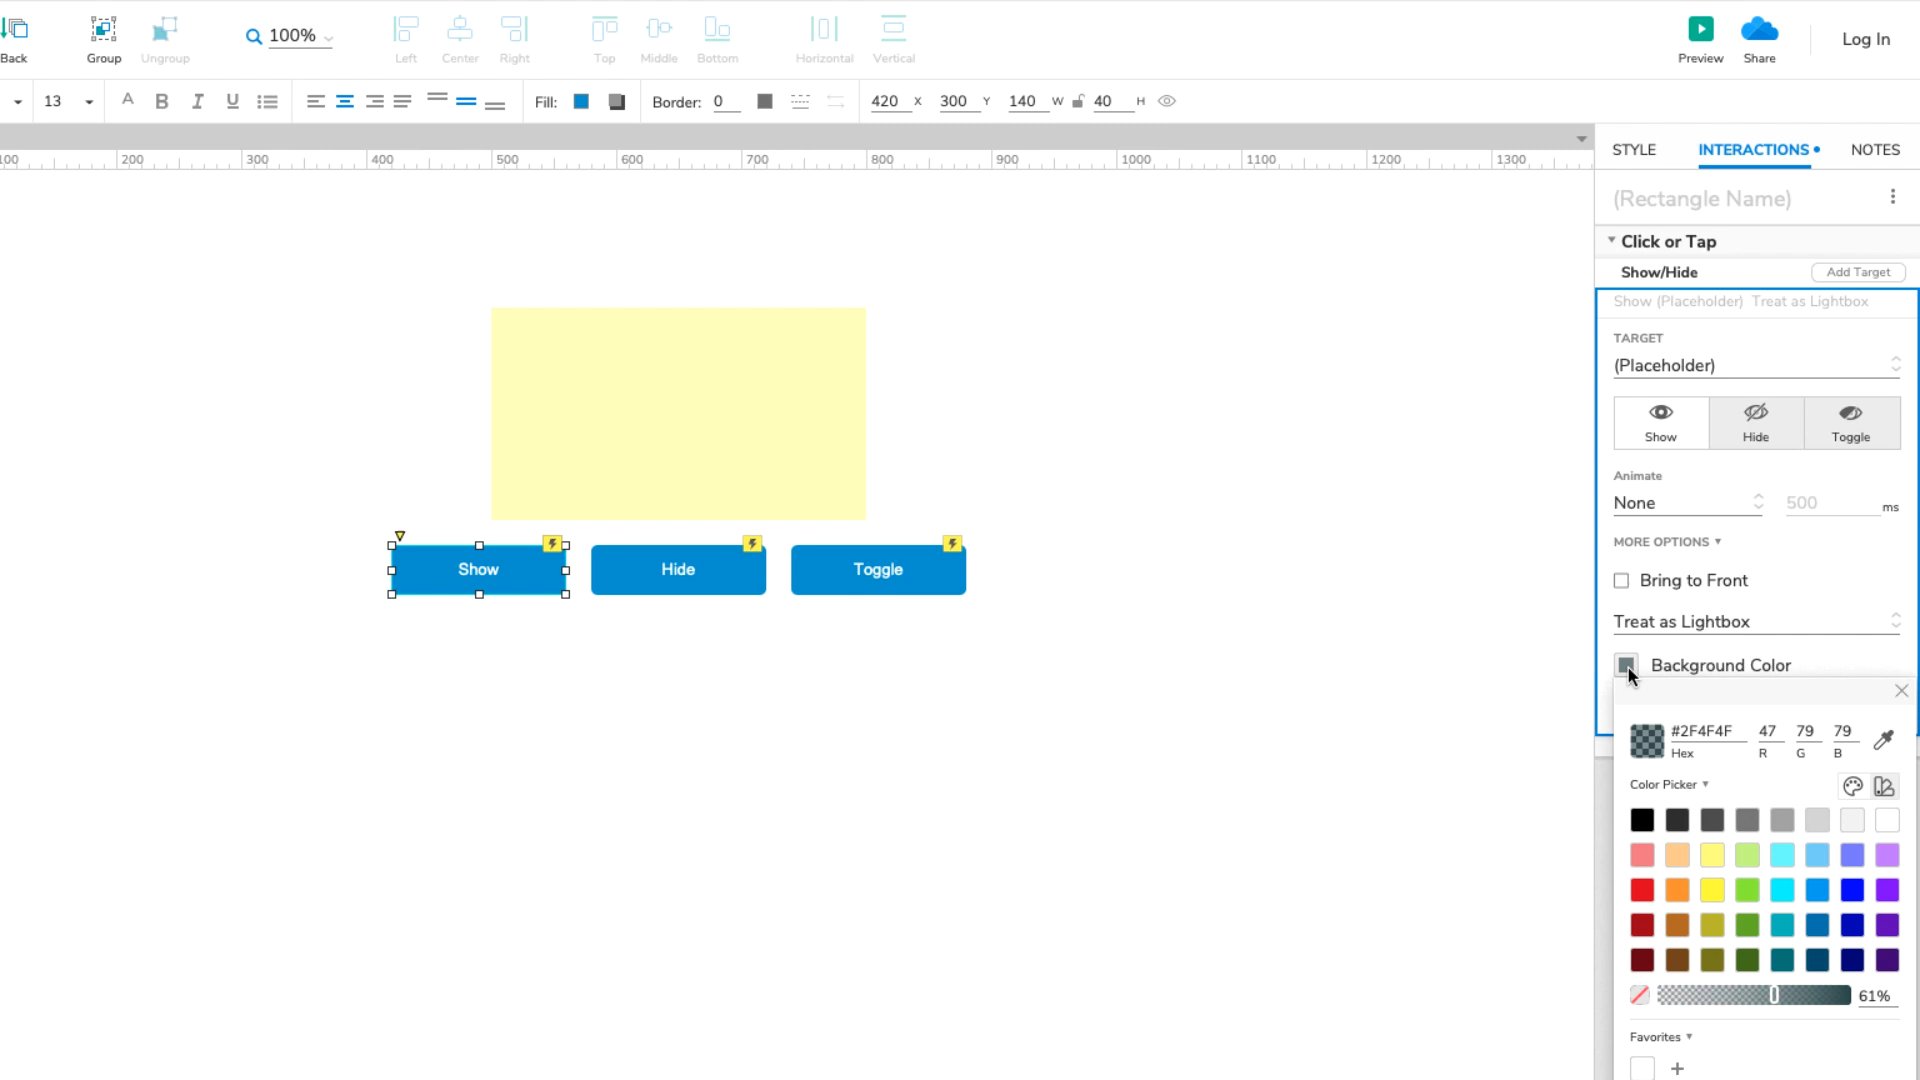 Back
Group
Ungroup
100%
Left
Center
Right
Top
Middle
Bottom
Horizontal
Vertical
Preview
Share
Log In
13
A
B
I
U
Fill:
Border: 0
420 X
300 Y
140 W
40 H
100
200
300
400
500
600
700
800
900
1000
1100
1200
1300
STYLE
INTERACTIONS
NOTES
(Rectangle Name)
Click or Tap
Show/Hide
Add Target
Show (Placeholder) Treat as Lightbox
TARGET
(Placeholder)
Show
Hide
Toggle
Animate
None
500 ms
MORE OPTIONS
Bring to Front
Treat as Lightbox
Background Color
#2F4F4F 47 79 79
Hex R G B
Color Picker
61%
Favorites
Show
Hide
Toggle